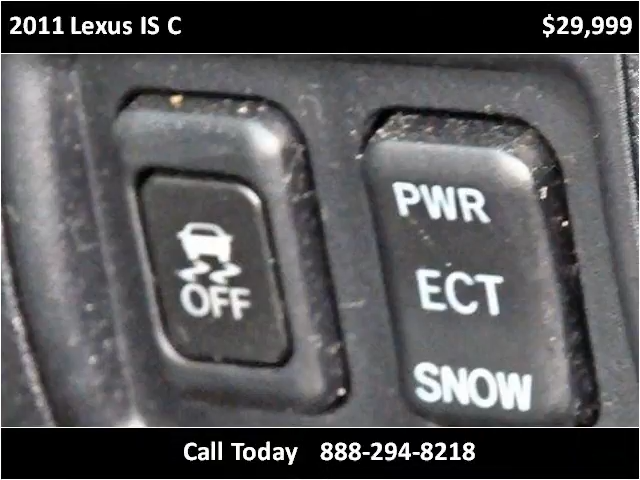 2011 Lexus IS C $29,999
PWR
ECT
OFF
SNOW
Call Today 888-294-8218